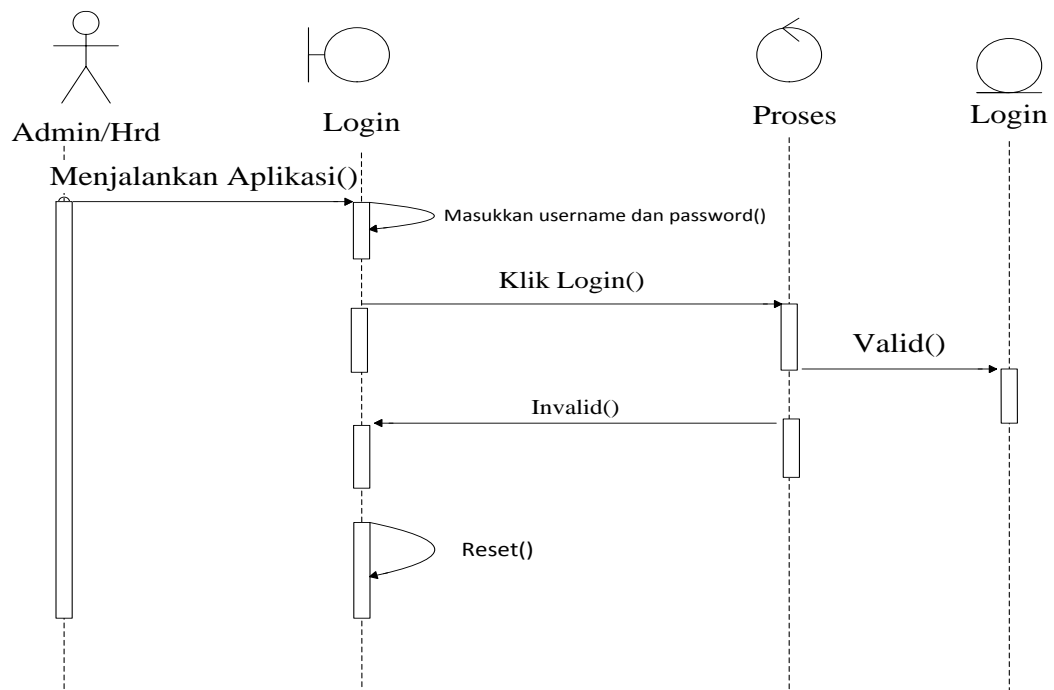 Admin/Hrd
Login
Proses
Login
Menjalankan Aplikasi()
Masukkan username dan password()
Klik Login()
Valid()
Invalid()
Reset()